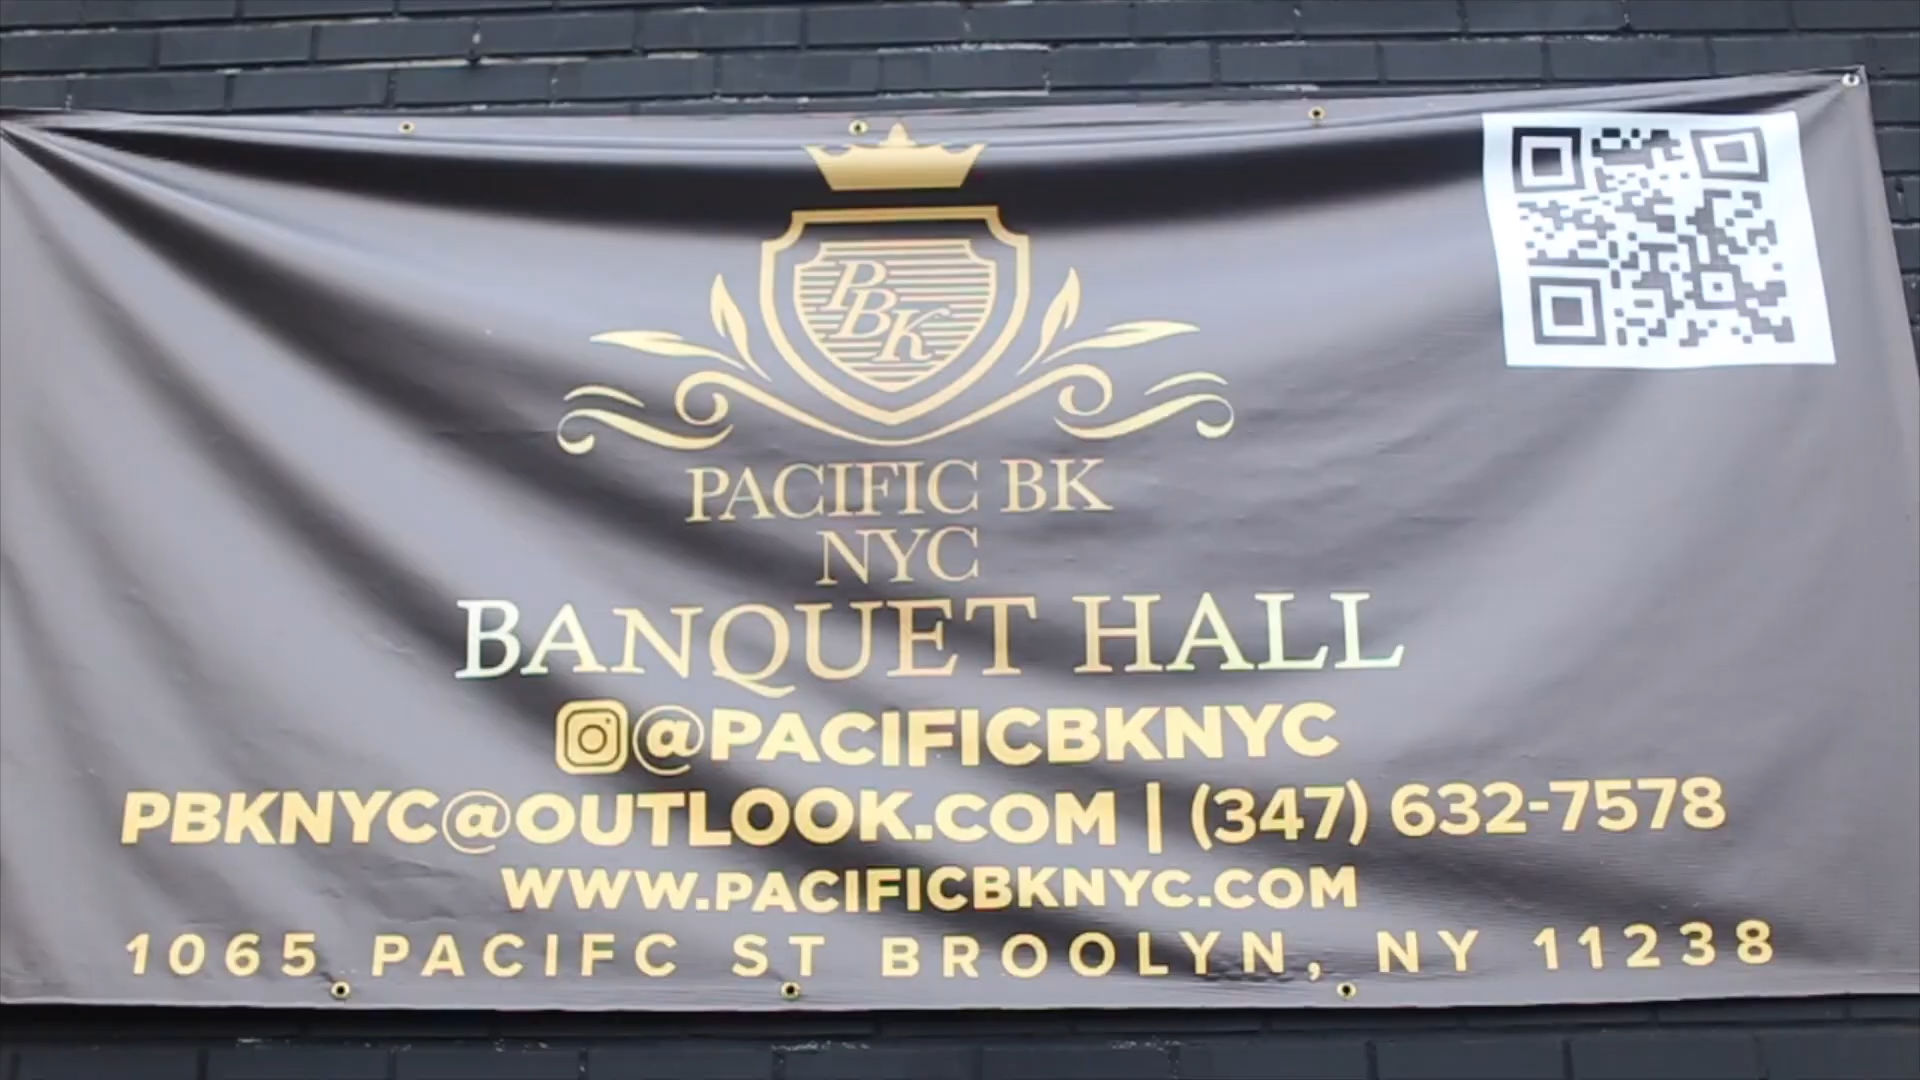 PBK
PACIFIC BK
NYC
BANQUET HALL
@PACIFICBKNYC
PBKNYC@OUTLOOK.COM | (347) 632-7578
WWW.PACIFICBKNYC.COM
1065 PACIFC ST BROOLYN, NY 11238